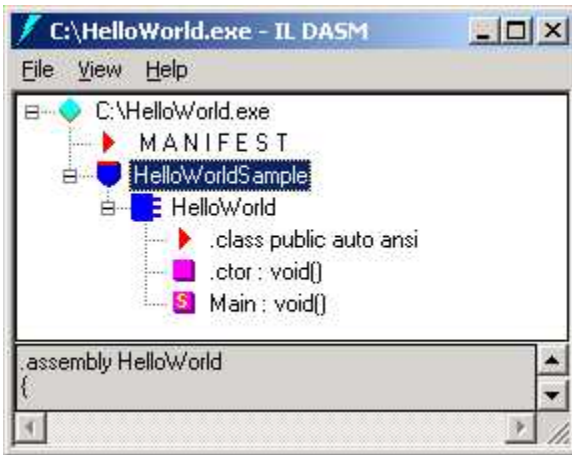 C:\HelloWorld.exe - IL DASM
File View Help
C:\HelloWorld.exe
M A N I F E S T
HelloWorldSample
HelloWorld
.class public auto ansi
.ctor : void()
S Main : void()
.assembly HelloWorld
{